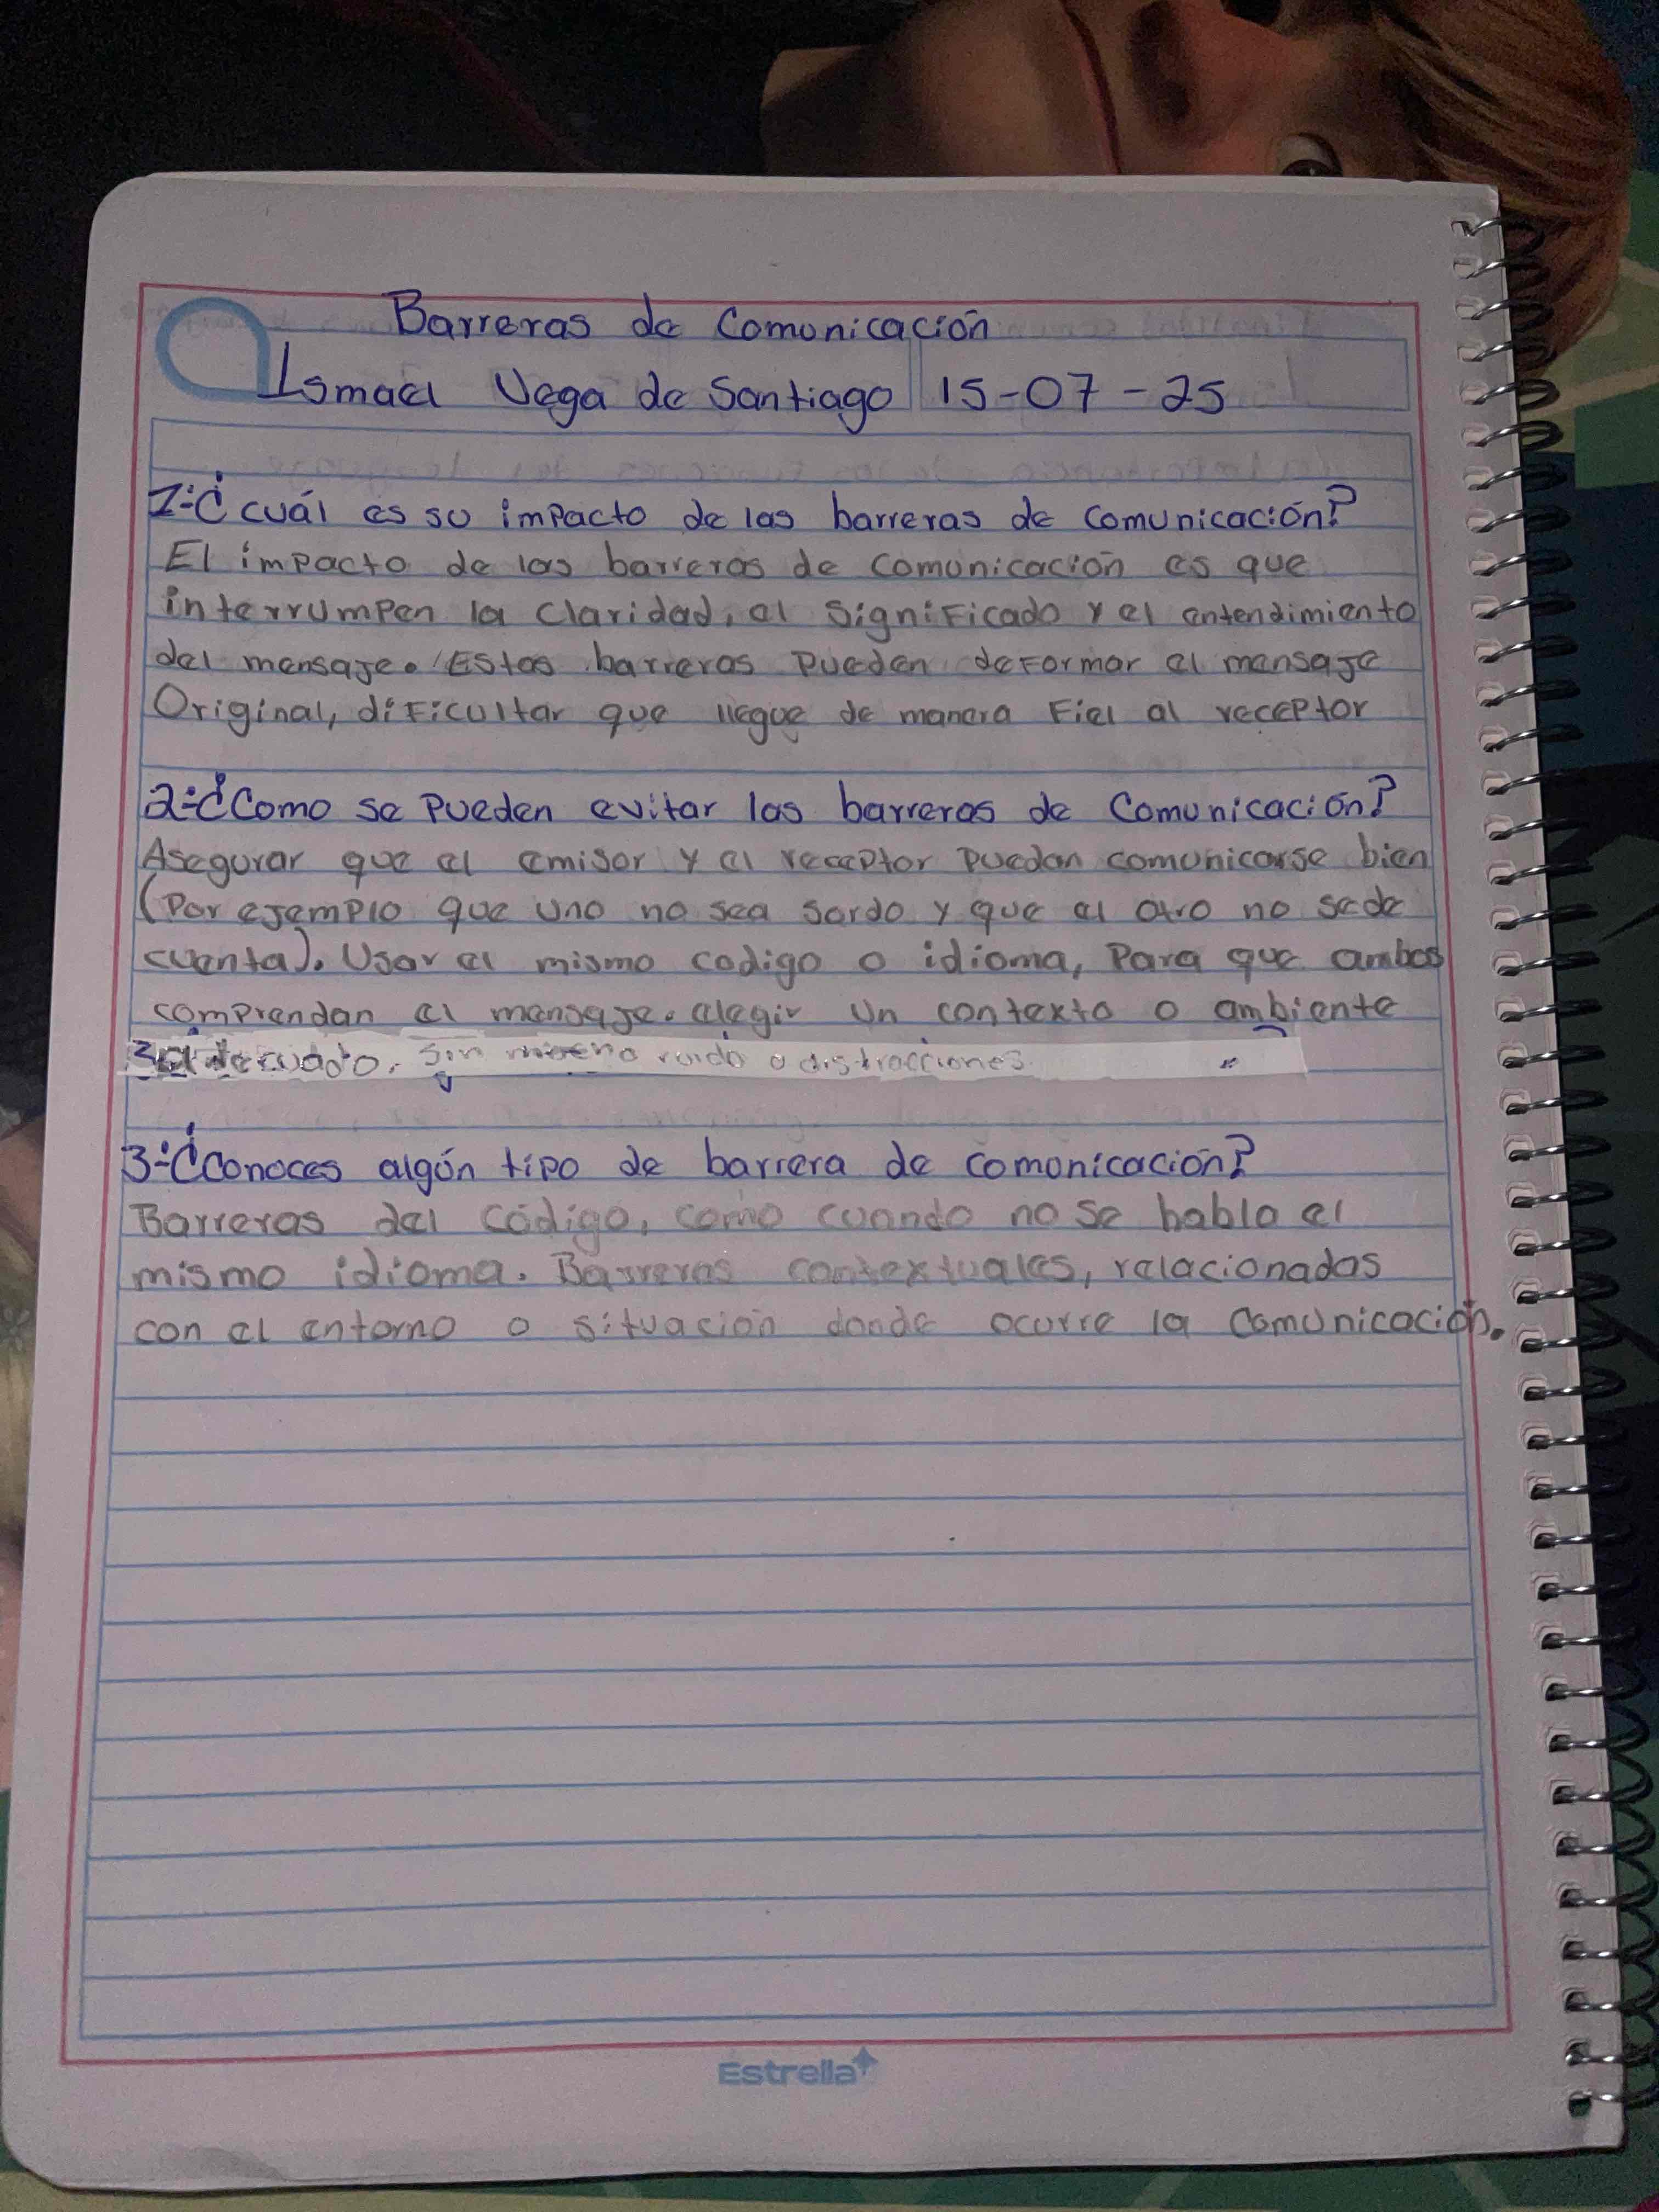 Barreras de Comunicación
Ismael Vega de Santiago 15-07-25
1-¿cuál es su impacto de las barreras de comunicación?
El impacto de las barreras de comunicación es que
interrumpen la claridad, el significado y el entendimiento
del mensaje. Estas barreras pueden deformar el mensaje
Original, dificultar que llegue de manera fiel al receptor
2-¿Como se pueden evitar las barreras de Comunicación?
Asegurar que el emisor y el receptor puedan comunicarse bien
(Por ejemplo que uno no sea sordo y que el otro no se de
cuenta). Usar el mismo codigo o idioma, Para que ambos
comprendan el mensaje. elegir un contexto o ambiente
adecuado. sin ruido o distracciones
3-¿Conoces algún tipo de barrera de comonicación?
Barreras del código, como cuando no se habla el
mismo idioma. Barreras contextuales, relacionadas
con el entorno o situación donde ocurre la Comunicación.
Estrella